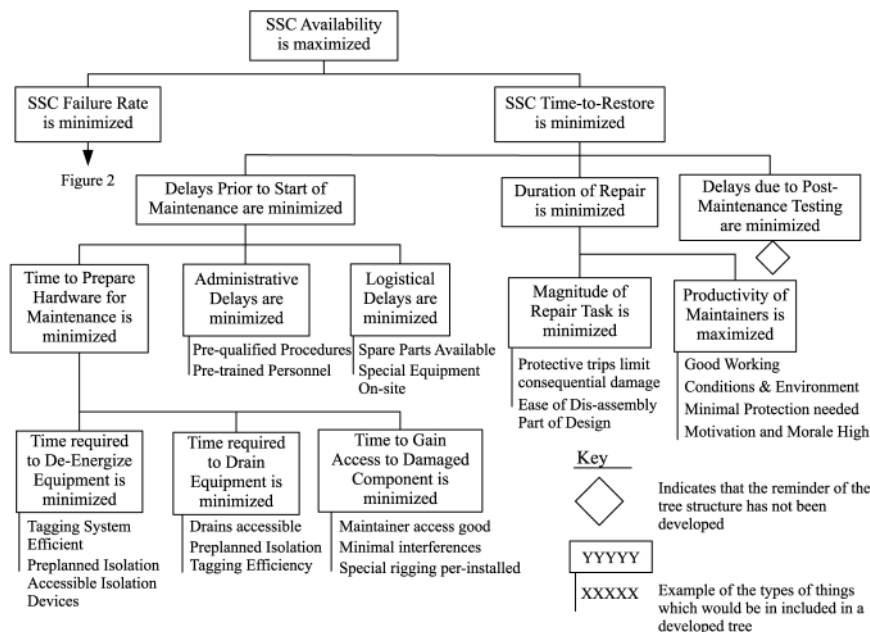 SSC Availability
is maximized
SSC Failure Rate
is minimized
SSC Time-to-Restore
is minimized
Figure 2
Delays Prior to Start of
Maintenance are minimized
Duration of Repair
is minimized
Delays due to Post-
Maintenance Testing
are minimized
Time to Prepare
Hardware for
Maintenance is
minimized
Administrative
Delays are
minimized
Logistical
Delays are
minimized
Magnitude of
Repair Task is
minimized
Productivity of
Maintainers is
maximized
Pre-qualified Procedures
Pre-trained Personnel
Spare Parts Available
Special Equipment
On-site
Protective trips limit
consequential damage
Ease of Dis-assembly
Part of Design
Good Working
Conditions & Environment
Minimal Protection needed
Motivation and Morale High
Time required
to De-Energize
Equipment is
minimized
Time required
to Drain
Equipment is
minimized
Time to Gain
Access to Damaged
Component is
minimized
Tagging System
Efficient
Preplanned Isolation
Accessible Isolation
Devices
Drains accessible
Preplanned Isolation
Tagging Efficiency
Maintainer access good
Minimal interferences
Special rigging per-installed
Key
Indicates that the reminder of the
tree structure has not been
developed
YYYYY
XXXXX
Example of the types of things
which would be in included in a
developed tree